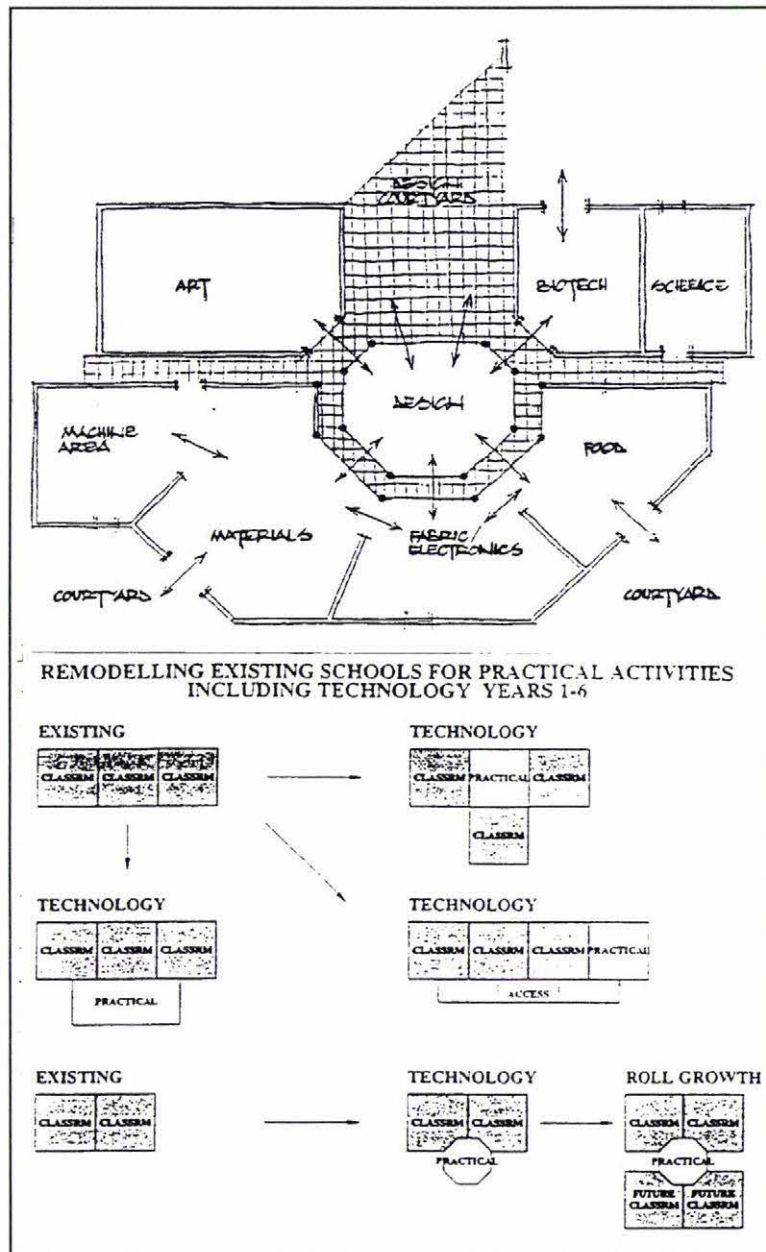 DESIGN
COURTYARD
ART
BIOTECH
SCIENCE
DESIGN
MACHINE
AREA
FOOD
MATERIALS
FABRIC
ELECTRONICS
COURTYARD
COURTYARD
REMODELLING EXISTING SCHOOLS FOR PRACTICAL ACTIVITIES
INCLUDING TECHNOLOGY YEARS 1-6
EXISTING
CLASSRM CLASSRM CLASSRM
TECHNOLOGY
CLASSRM PRACTICAL CLASSRM
CLASSRM
TECHNOLOGY
CLASSRM CLASSRM CLASSRM
PRACTICAL
TECHNOLOGY
CLASSRM CLASSRM CLASSRM PRACTICAL
ACCESS
EXISTING
CLASSRM CLASSRM
TECHNOLOGY
CLASSRM CLASSRM
PRACTICAL
ROLL GROWTH
CLASSRM CLASSRM
PRACTICAL
FUTURE FUTURE
CLASSRM CLASSRM